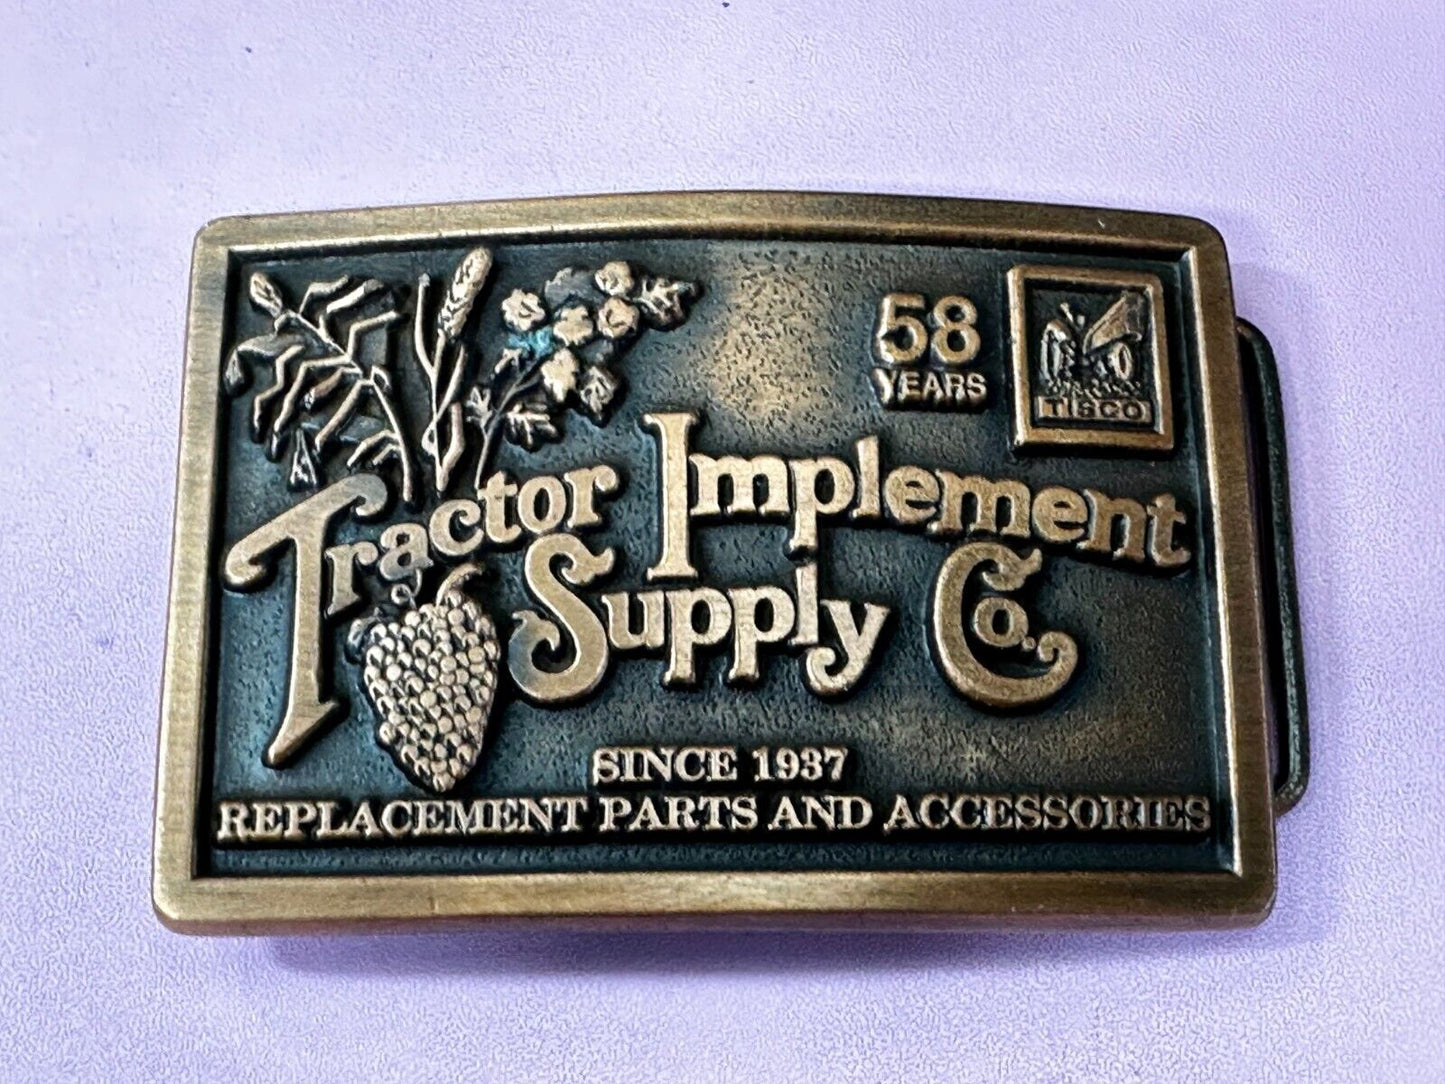 58
YEARS
TISCO
Tractor Implement
Supply Co.
SINCE 1937
REPLACEMENT PARTS AND ACCESSORIES